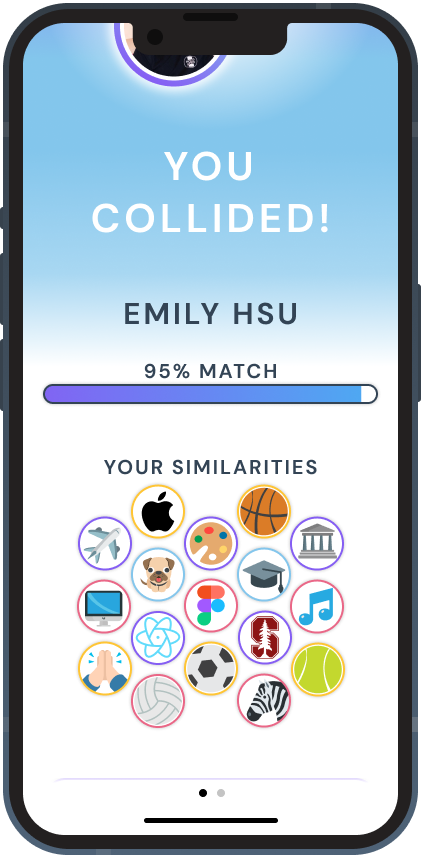 YOU
COLLIDED!
EMILY HSU
95% MATCH
YOUR SIMILARITIES